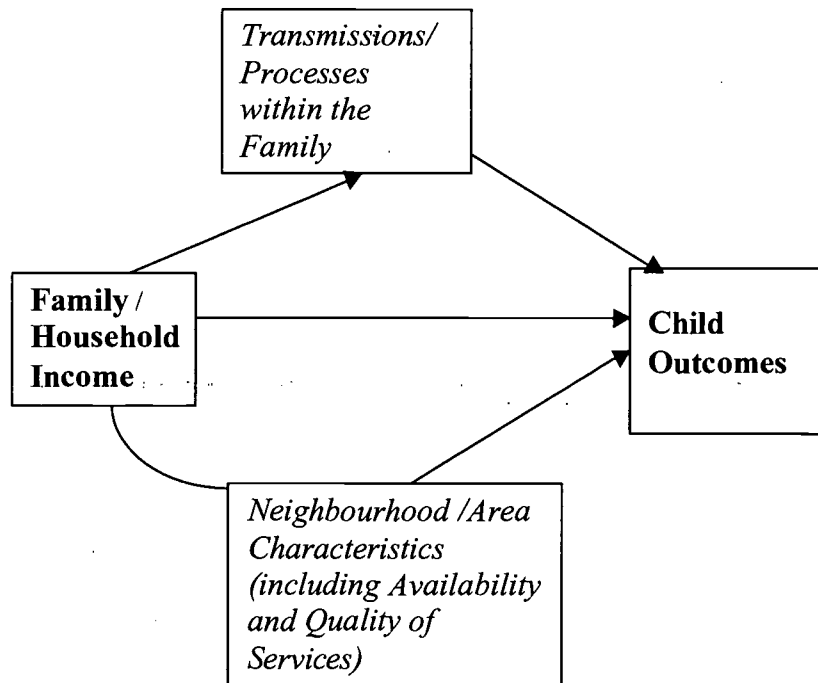 Transmissions/
Processes
within the
Family
Family /
Household
Income
Child
Outcomes
Neighbourhood /Area
Characteristics
(including Availability
and Quality of
Services)